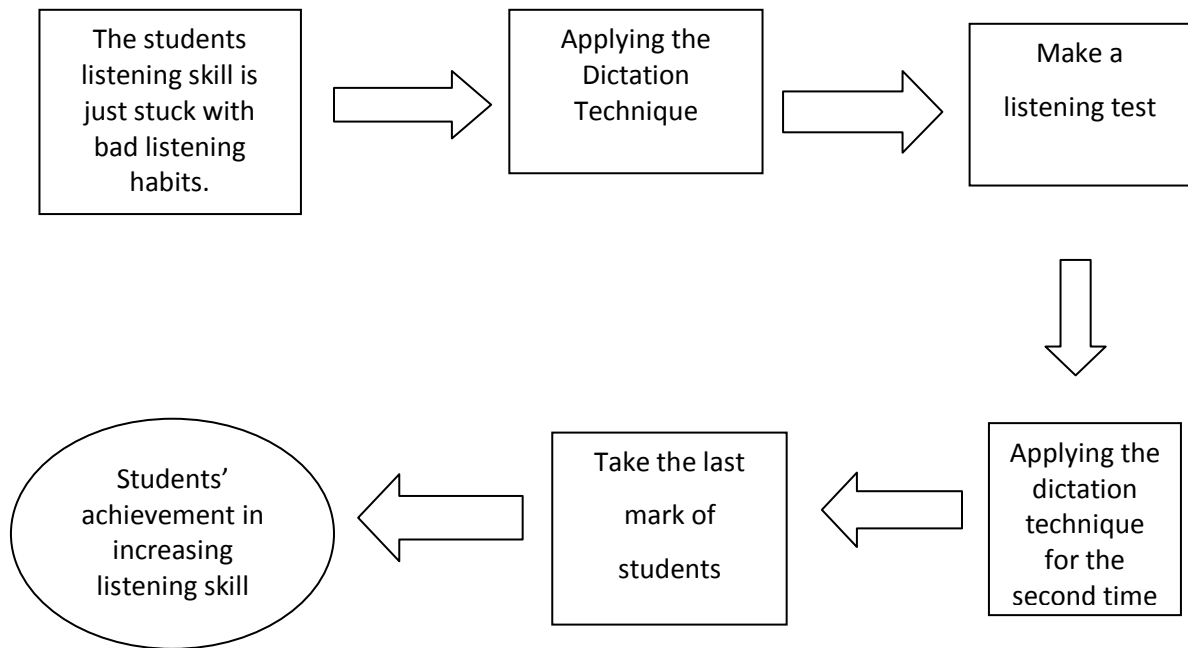 The students
listening skill is
just stuck with
bad listening
habits.
Applying the
Dictation
Technique
Make a
listening test
Applying the
dictation
technique
for the
second time
Take the last
mark of
students
Students’
achievement in
increasing
listening skill